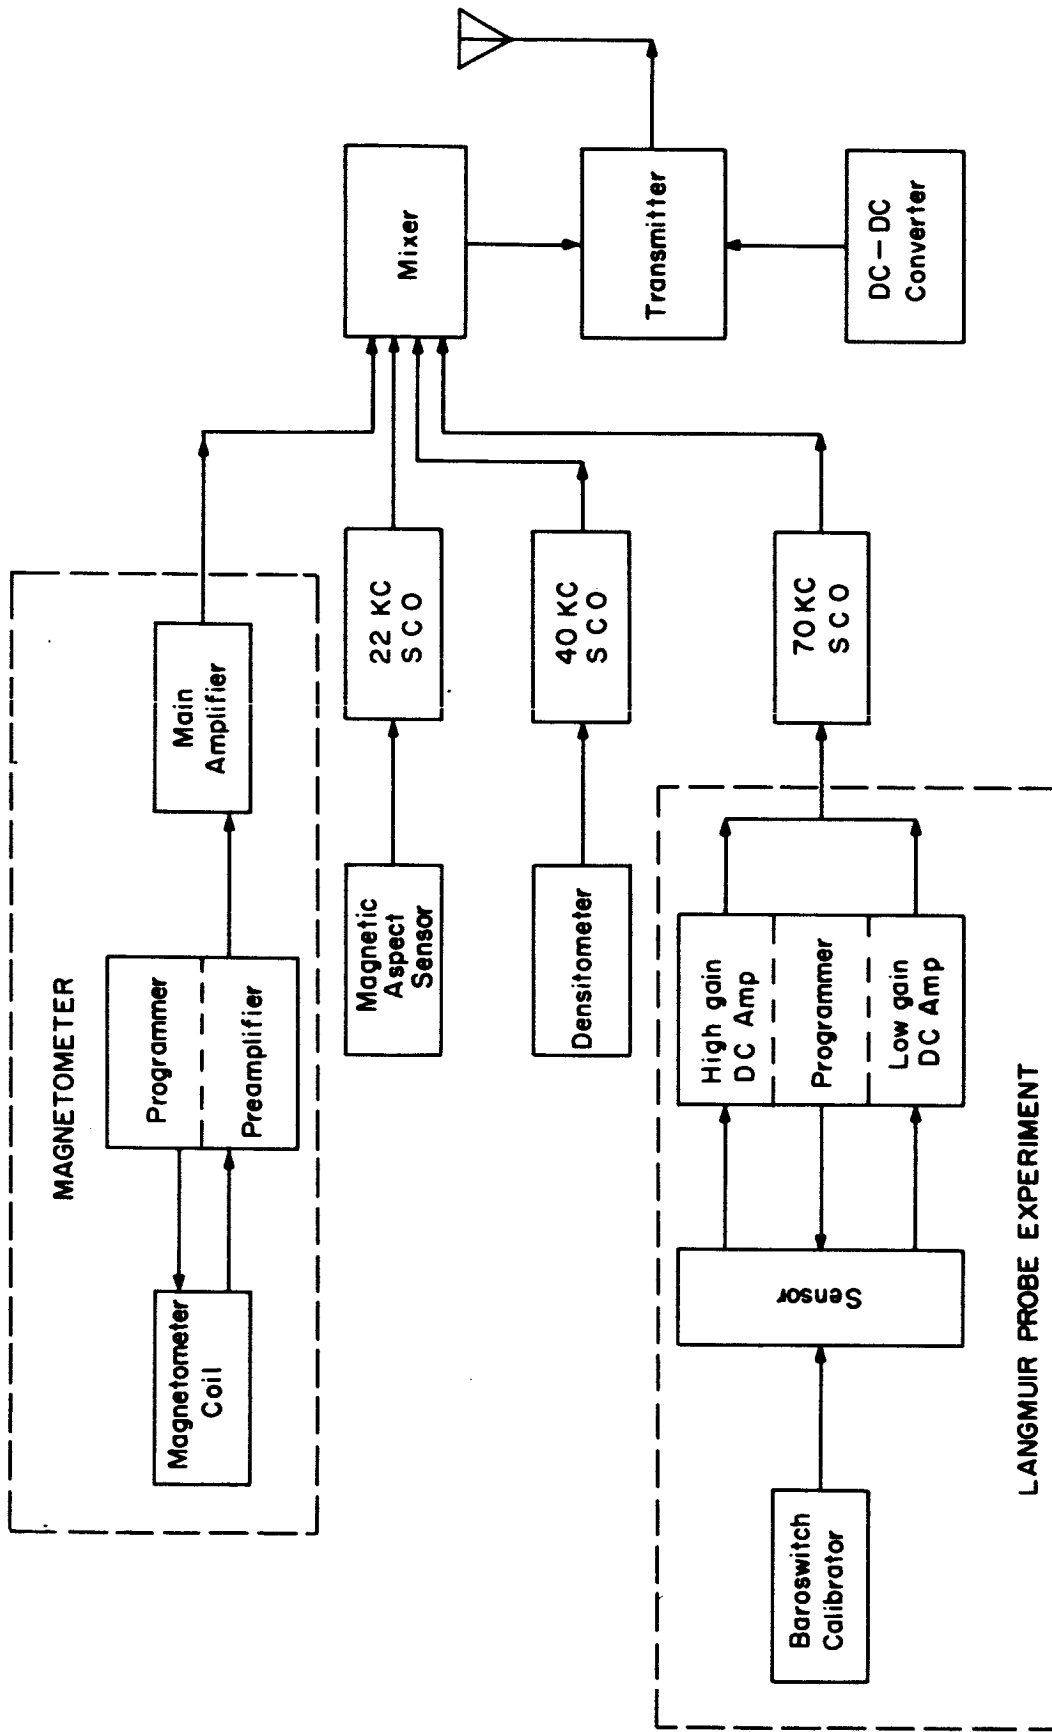 MAGNETOMETER
Magnetometer
Coil
Programmer
Preamplifier
Main
Amplifier
Magnetic
Aspect
Sensor
22 KC
S C O
Mixer
Densitometer
40 KC
S C O
Transmitter
Baroswitch
Calibrator
Sensor
High gain
DC Amp
Programmer
Low gain
DC Amp
70 KC
S C O
DC - DC
Converter
LANGMUIR PROBE EXPERIMENT